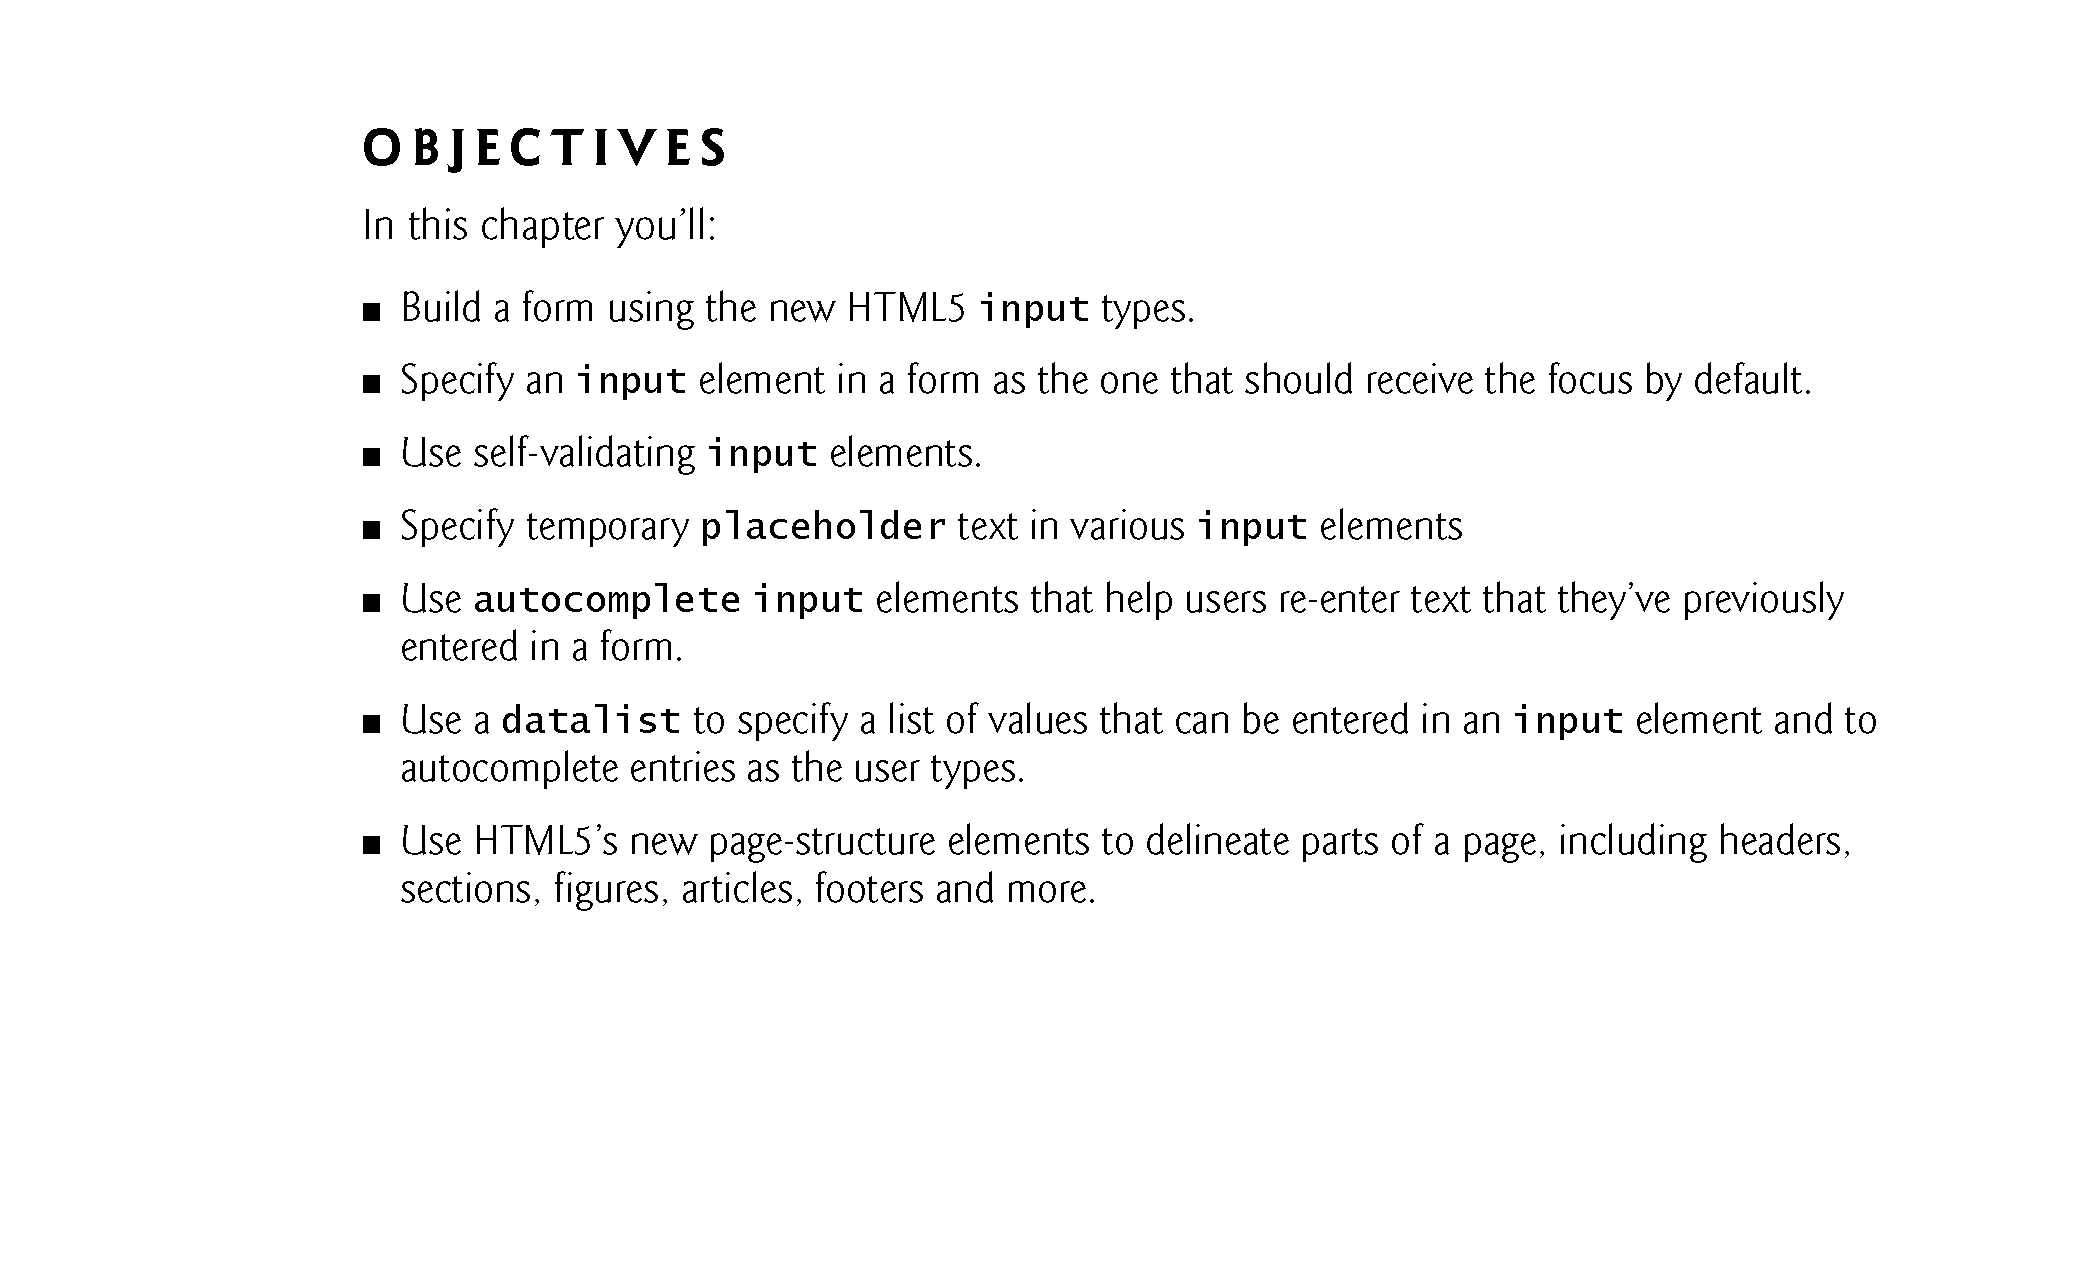 OBJECTIVES
In this chapter you’ll:
■ Build a form using the new HTML5 input types.
■ Specify an input element in a form as the one that should receive the focus by default.
■ Use self-validating input elements.
■ Specify temporary placeholder text in various input elements
■ Use autocomplete input elements that help users re-enter text that they’ve previously
entered in a form.
■ Use a datalist to specify a list of values that can be entered in an input element and to
autocomplete entries as the user types.
■ Use HTML5’s new page-structure elements to delineate parts of a page, including headers,
sections, figures, articles, footers and more.